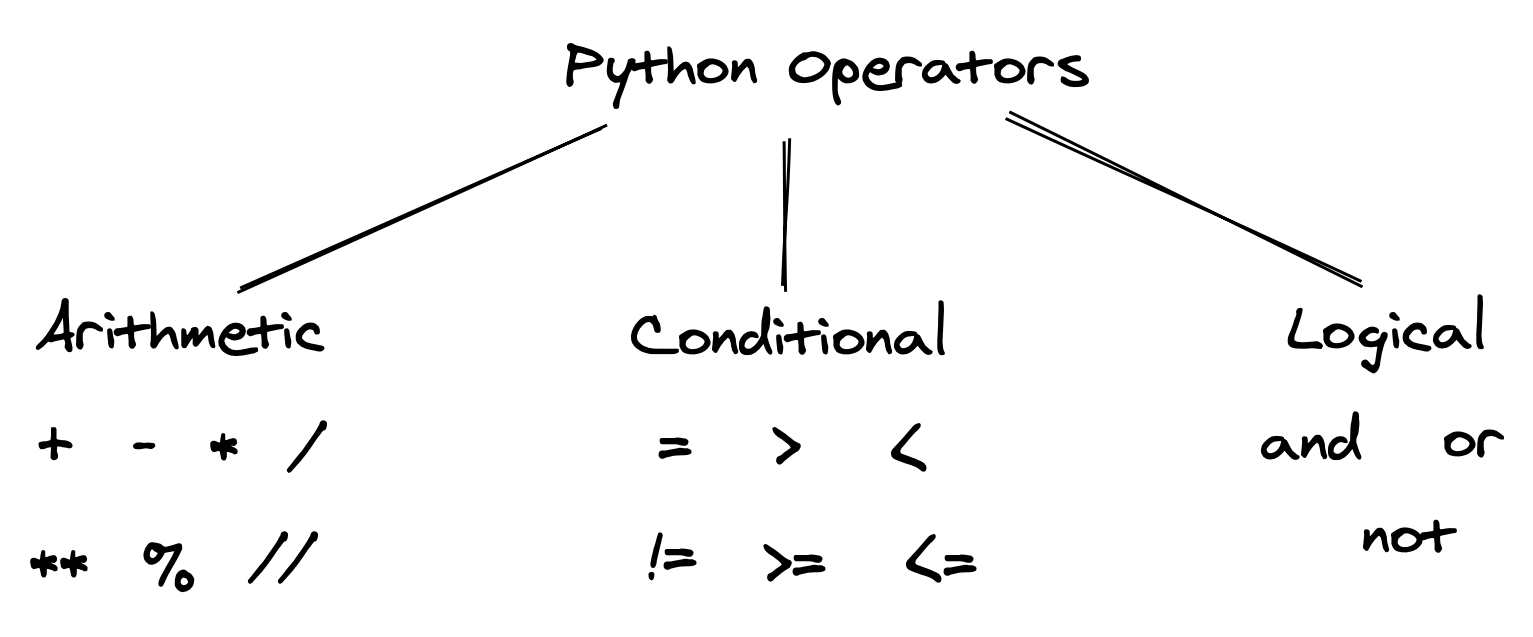 Python Operators
Arithmetic Conditional Logical
+ - * / = > < and or
not
** % // != >= <=